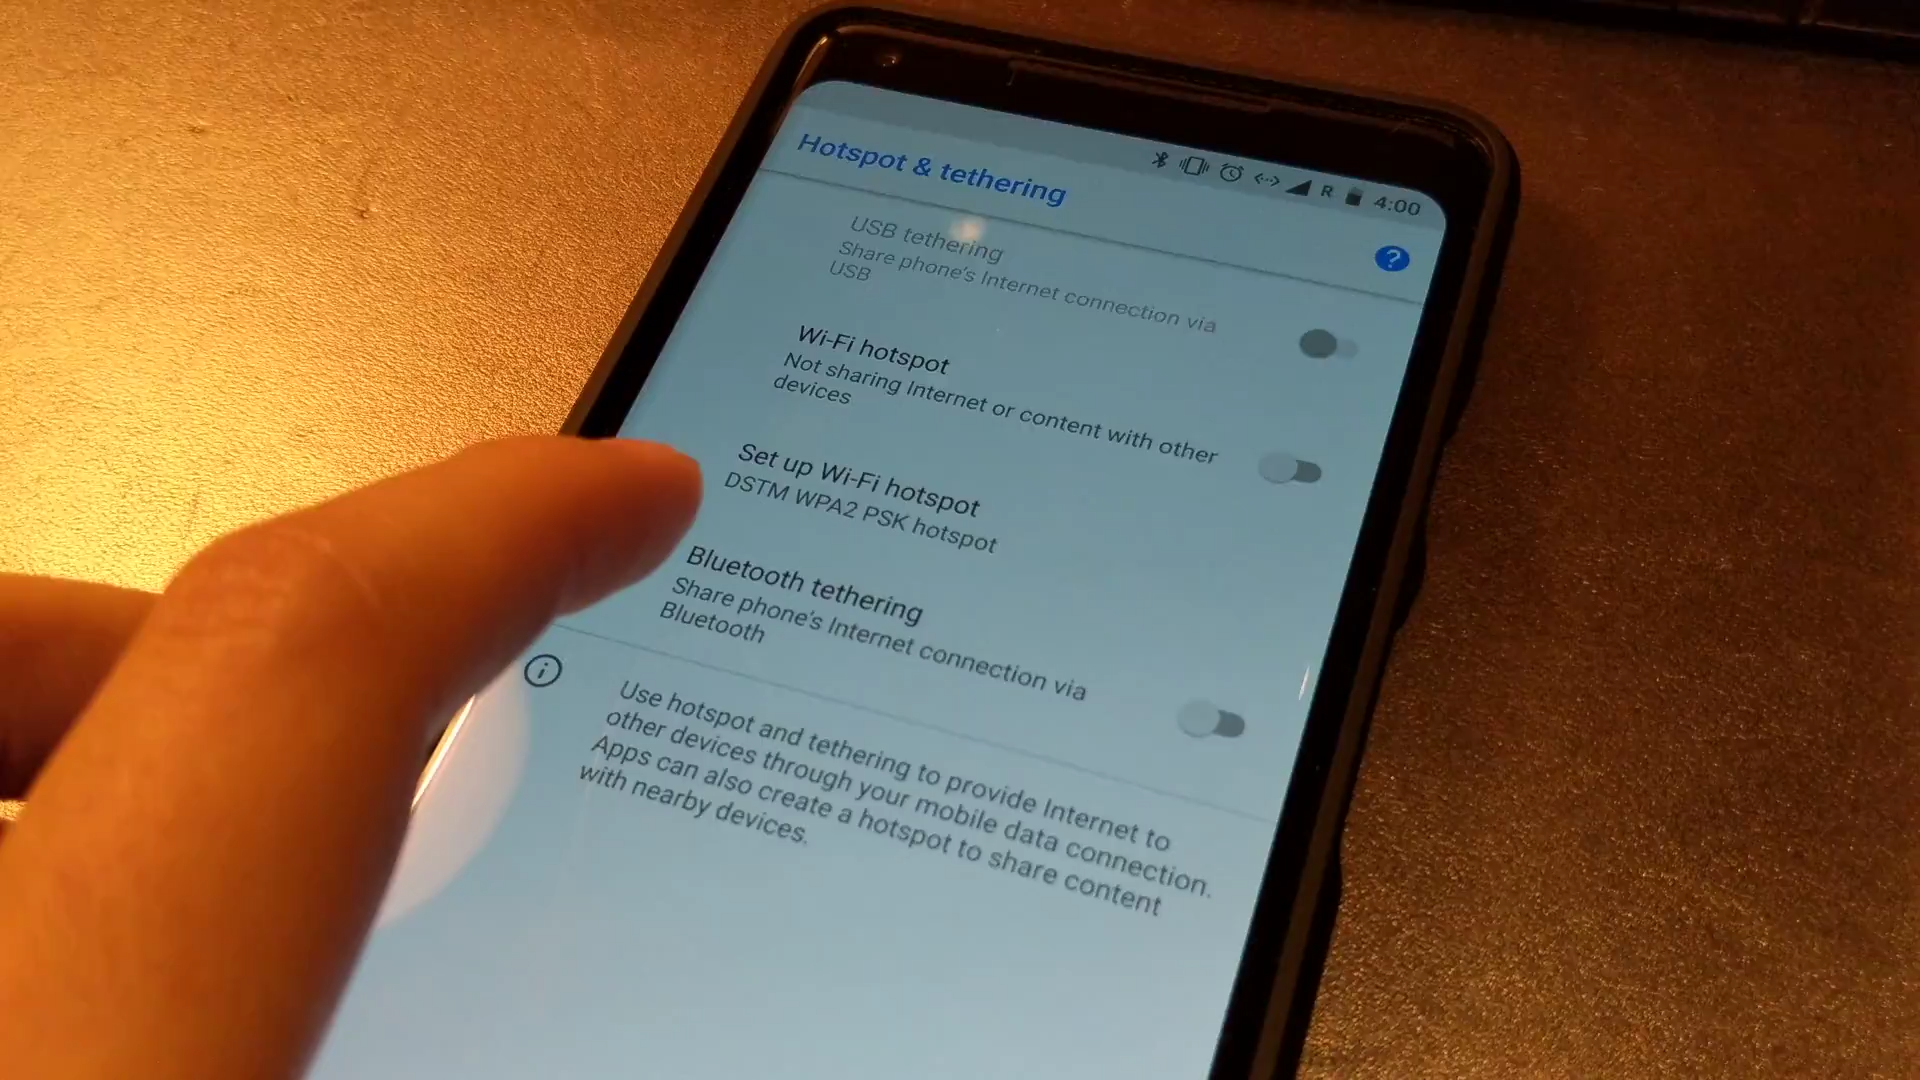 R 4:00
Hotspot & tethering
?
USB tethering
Share phone's Internet connection via
USB
Wi-Fi hotspot
Not sharing Internet or content with other
devices
Set up Wi-Fi hotspot
DSTM WPA2 PSK hotspot
Bluetooth tethering
Share phone's Internet connection via
Bluetooth
Use hotspot and tethering to provide Internet to
other devices through your mobile data connection.
Apps can also create a hotspot to share content
with nearby devices.